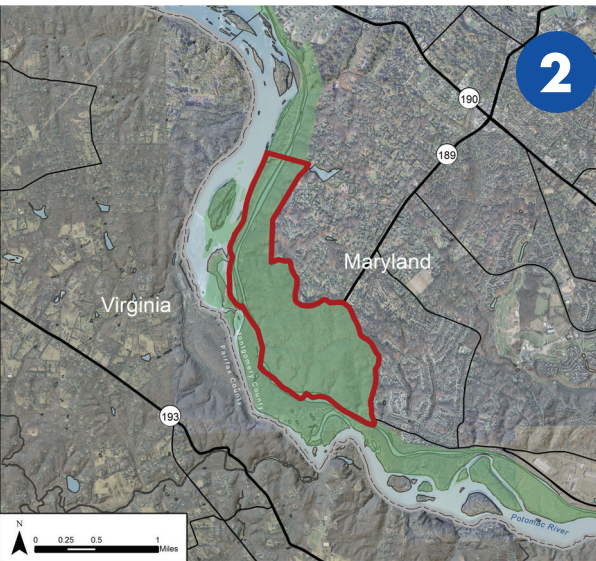 2
190
189
Maryland
Virginia
Montgomery County
Fairfax County
193
Potomac River
N
0 0.25 0.5 1
Miles